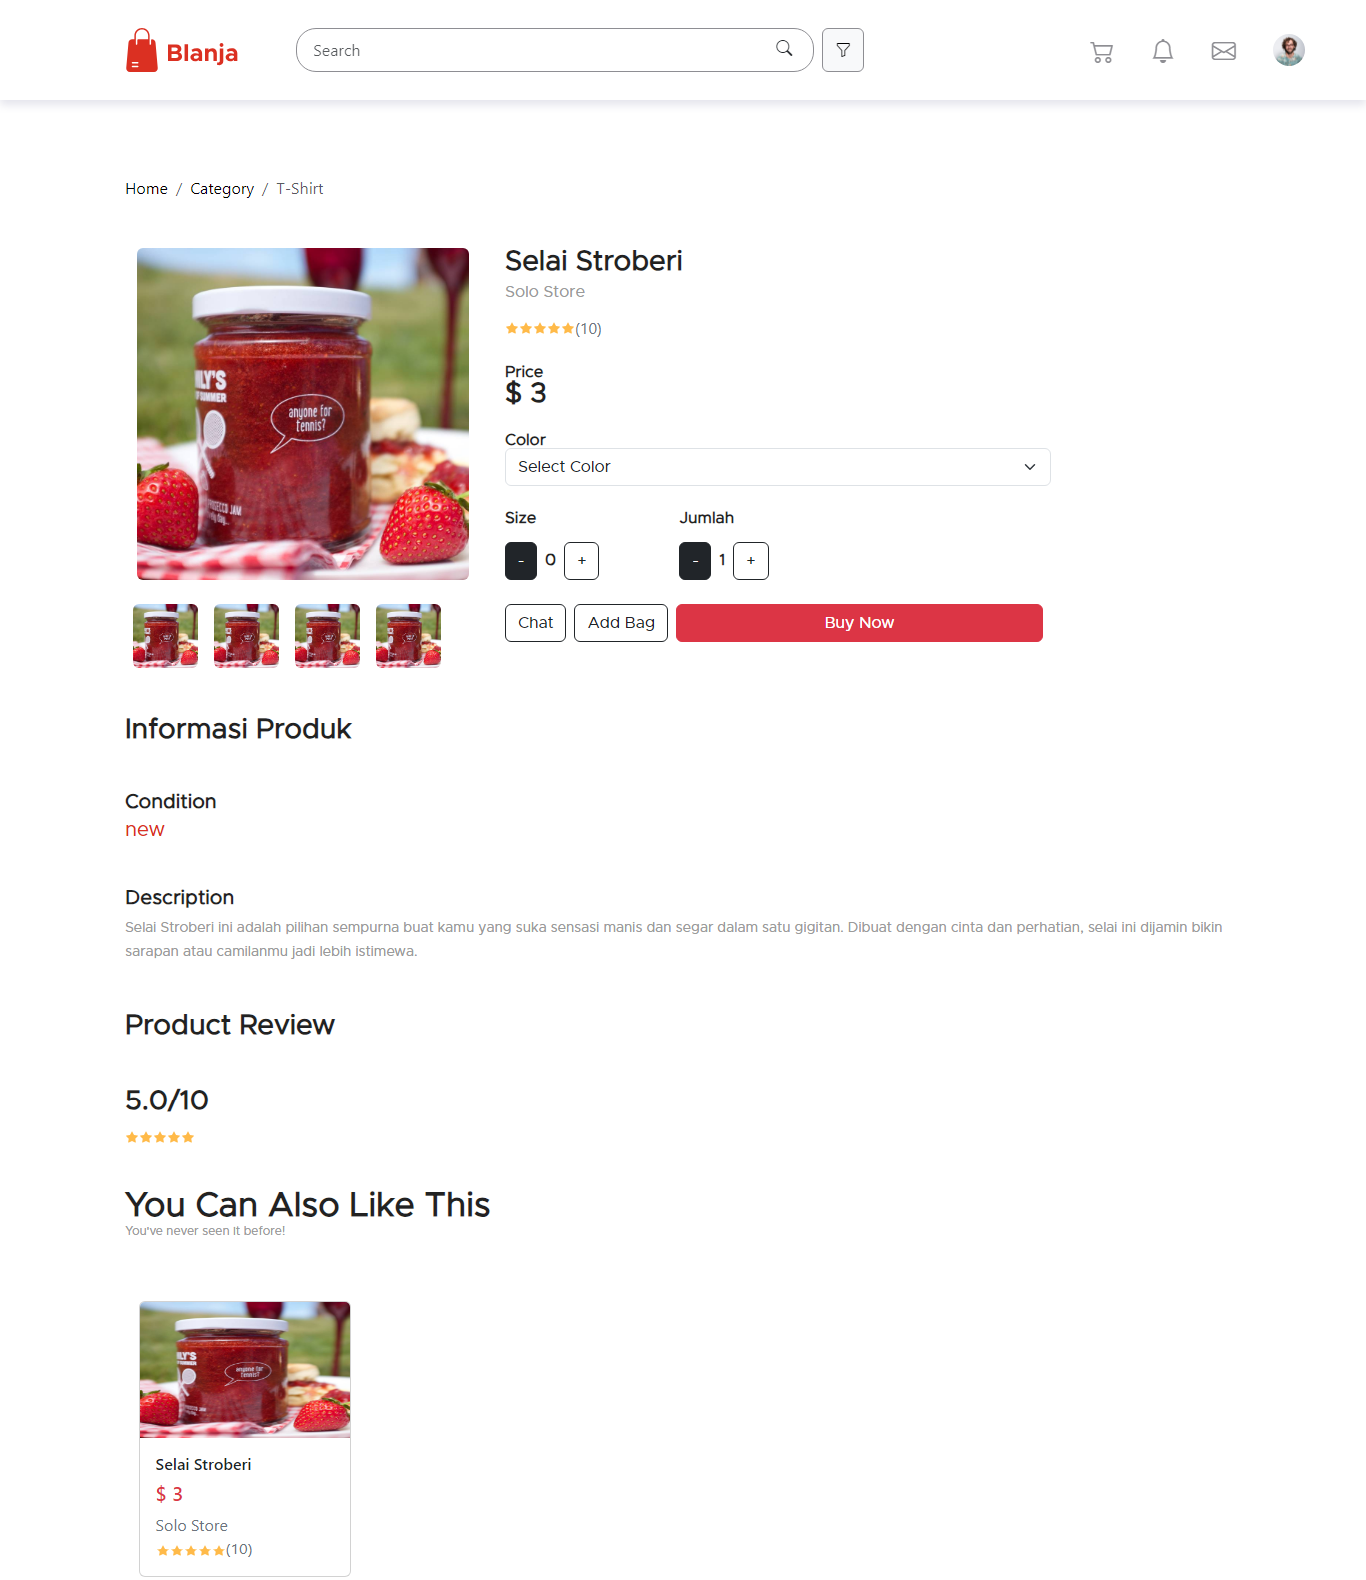 Blanja
Search
Home / Category / T-Shirt
Selai Stroberi
Solo Store
(10)
Price
$ 3
Color
Select Color
Size
Jumlah
- 0 +
- 1 +
Chat
Add Bag
Buy Now
anyone for
tennis?
Informasi Produk
Condition
new
Description
Selai Stroberi ini adalah pilihan sempurna buat kamu yang suka sensasi manis dan segar dalam satu gigitan. Dibuat dengan cinta dan perhatian, selai ini dijamin bikin
sarapan atau camilanmu jadi lebih istimewa.
Product Review
5.0/10
You Can Also Like This
You've never seen it before!
anyone for
tennis?
Selai Stroberi
$ 3
Solo Store
(10)